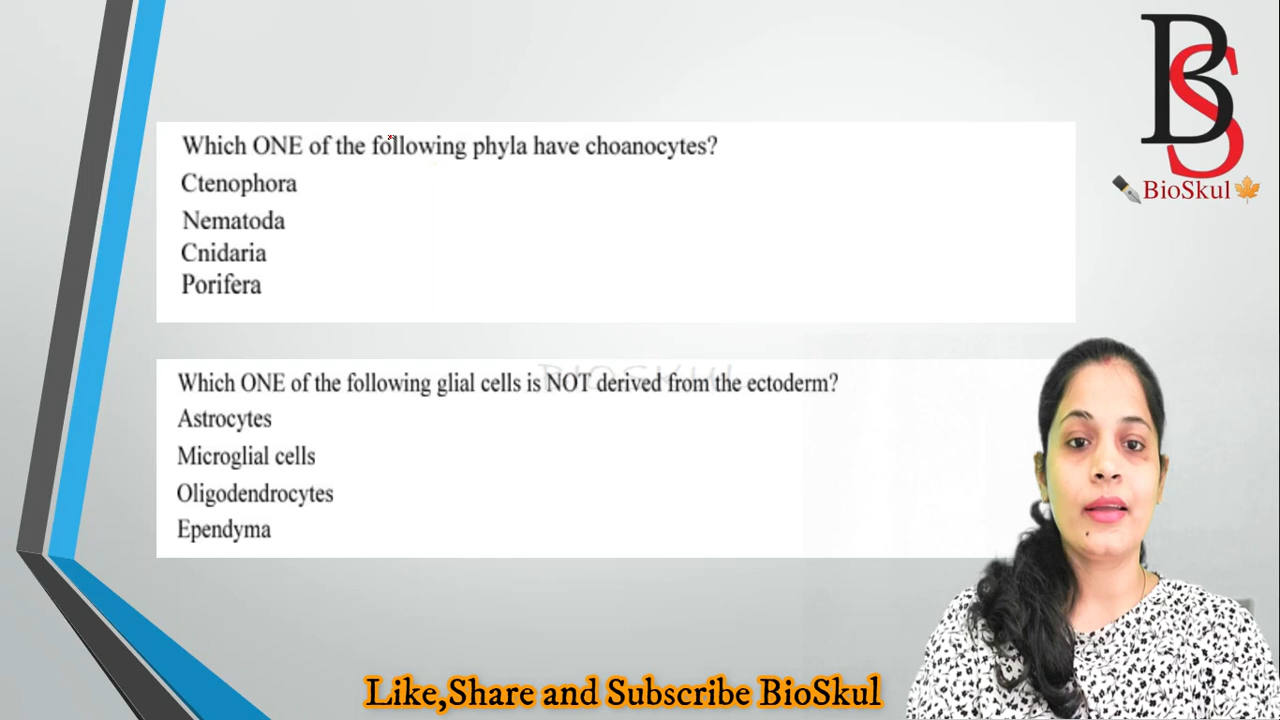 BS
BioSkul
Which ONE of the following phyla have choanocytes?
Ctenophora
Nematoda
Cnidaria
Porifera
BIOSKUL
Which ONE of the following glial cells is NOT derived from the ectoderm?
Astrocytes
Microglial cells
Oligodendrocytes
Ependyma
Like,Share and Subscribe BioSkul